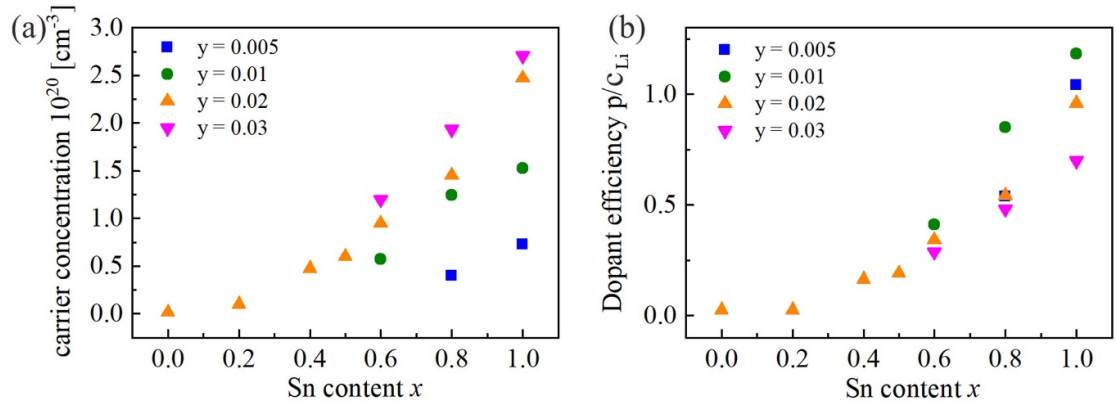 (a)
carrier concentration 10²⁰ [cm⁻³]
3.0
2.5
2.0
1.5
1.0
0.5
0.0
y = 0.005
y = 0.01
y = 0.02
y = 0.03
0.0 0.2 0.4 0.6 0.8 1.0
Sn content x
(b)
Dopant efficiency p/c_Li
1.0
0.5
0.0
y = 0.005
y = 0.01
y = 0.02
y = 0.03
0.0 0.2 0.4 0.6 0.8 1.0
Sn content x